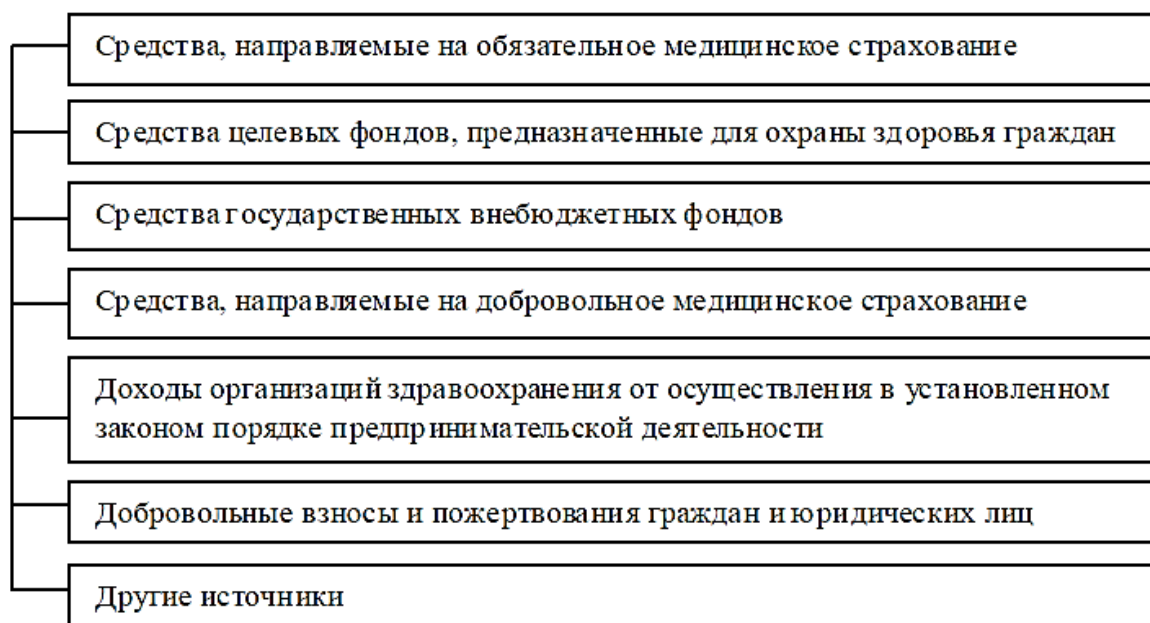 Средства, направляемые на обязательное медицинское страхование
Средства целевых фондов, предназначенные для охраны здоровья граждан
Средства государственных внебюджетных фондов
Средства, направляемые на добровольное медицинское страхование
Доходы организаций здравоохранения от осуществления в установленном
законом порядке предпринимательской деятельности
Добровольные взносы и пожертвования граждан и юридических лиц
Другие источники